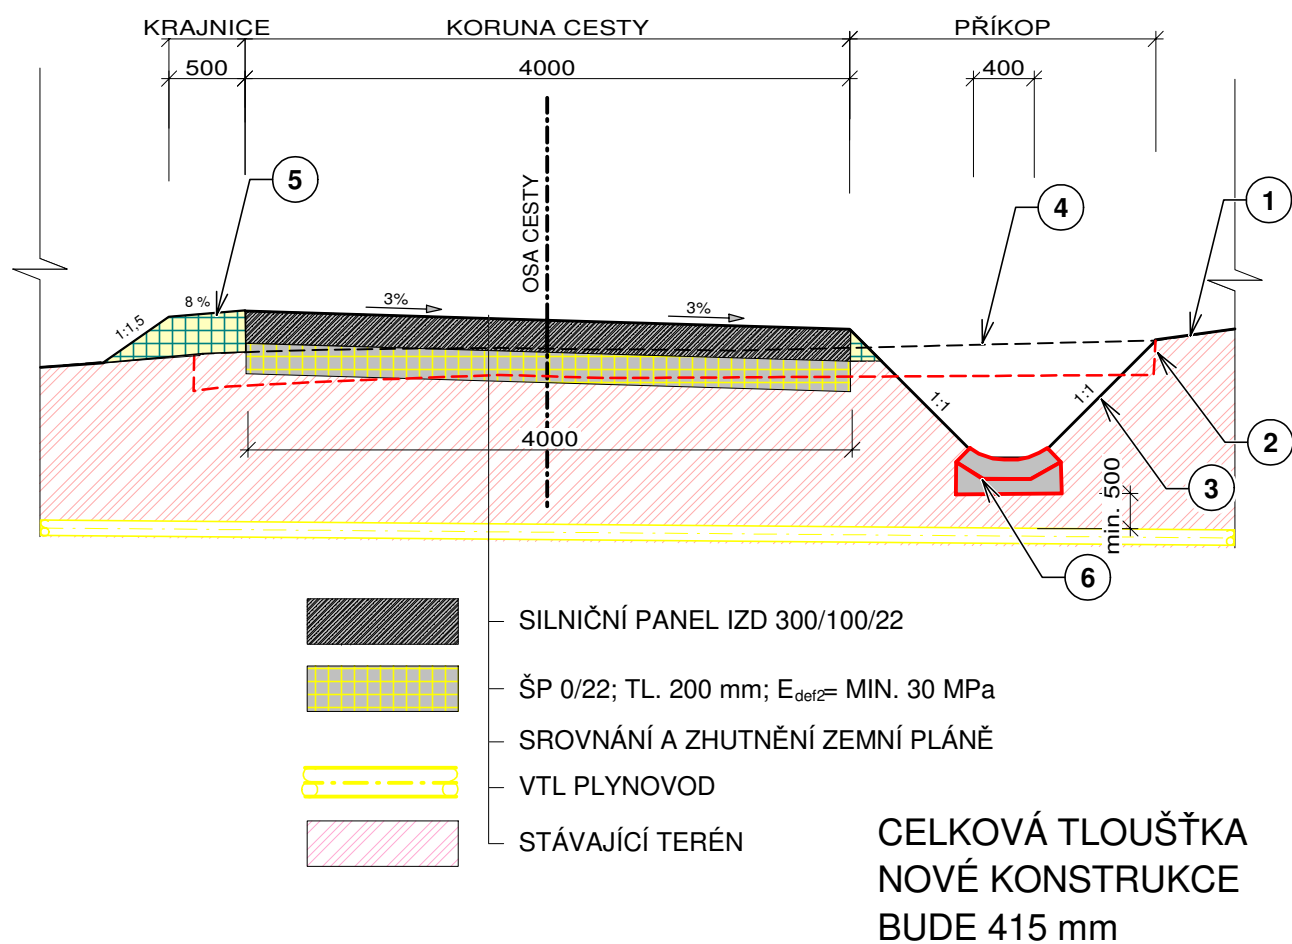 KRAJNICE
KORUNA CESTY
PŘÍKOP
500
4000
400
5
4
1
OSA CESTY
8 %
3%
3%
1:1,5
1:1
1:1
2
3
4000
min. 500
6
SILNIČNÍ PANEL IZD 300/100/22
ŠP 0/22; TL. 200 mm; Edef2= MIN. 30 MPa
SROVNÁNÍ A ZHUTNĚNÍ ZEMNÍ PLÁNĚ
VTL PLYNOVOD
STÁVAJÍCÍ TERÉN
CELKOVÁ TLOUŠŤKA
NOVÉ KONSTRUKCE
BUDE 415 mm